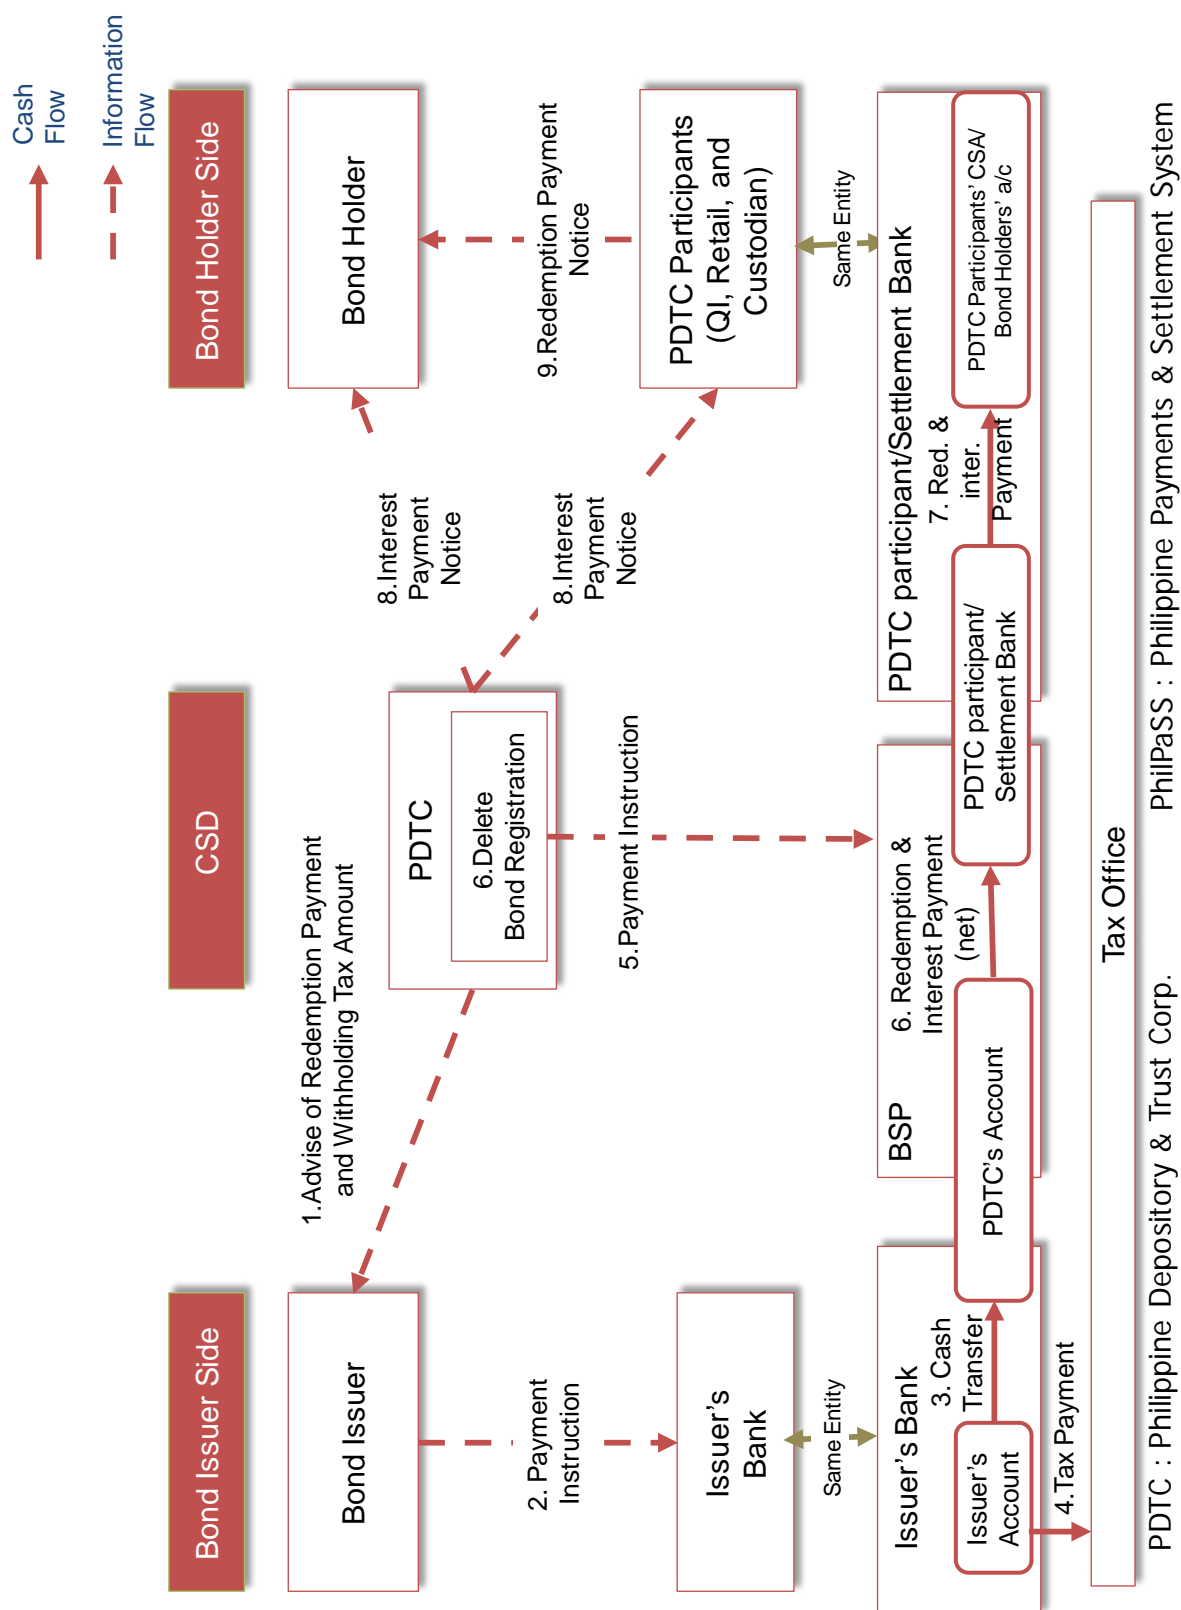 Cash
Flow
Information
Flow
Bond Issuer Side
CSD
Bond Holder Side
Bond Issuer
1.Advise of Redemption Payment
and Withholding Tax Amount
PDTC
6.Delete
Bond Registration
8.Interest
Payment
Notice
Bond Holder
2. Payment
Instruction
5.Payment Instruction
8.Interest
Payment
Notice
9.Redemption Payment
Notice
Issuer's
Bank
PDTC Participants
(QI, Retail, and
Custodian)
Same Entity
Same Entity
Issuer's Bank
3. Cash
Transfer
Issuer's
Account
4.Tax Payment
BSP
PDTC's Account
6. Redemption &
Interest Payment
(net)
PDTC participant/Settlement Bank
PDTC participant/
Settlement Bank
7. Red. &
inter.
Payment
PDTC Participants' CSA/
Bond Holders' a/c
Tax Office
PDTC : Philippine Depository & Trust Corp.
PhilPaSS : Philippine Payments & Settlement System